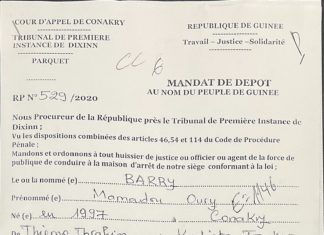 COUR D'APPEL DE CONAKRY
REPUBLIQUE DE GUINEE
TRIBUNAL DE PREMIERE
INSTANCE DE DIXINN
Travail – Justice –Solidarité
PARQUET
MANDAT DE DEPOT
AU NOM DU PEUPLE DE GUINEE
RP N° 529 /2020
Nous Procureur de la République près le Tribunal de Première Instance de
Dixinn ;
Vu les dispositions combinées des articles 46,54 et 114 du Code de Procédure
Pénale ;
Mandons et ordonnons à tout huissier de justice ou officier ou agent de la force
publique de conduire à la maison d'arrêt de notre siège conformément à la loi ;
Le ou la nommé (e) BARRY
Prénommé (e) Mamadou Oury
Né (e) en 1997 à Conakry